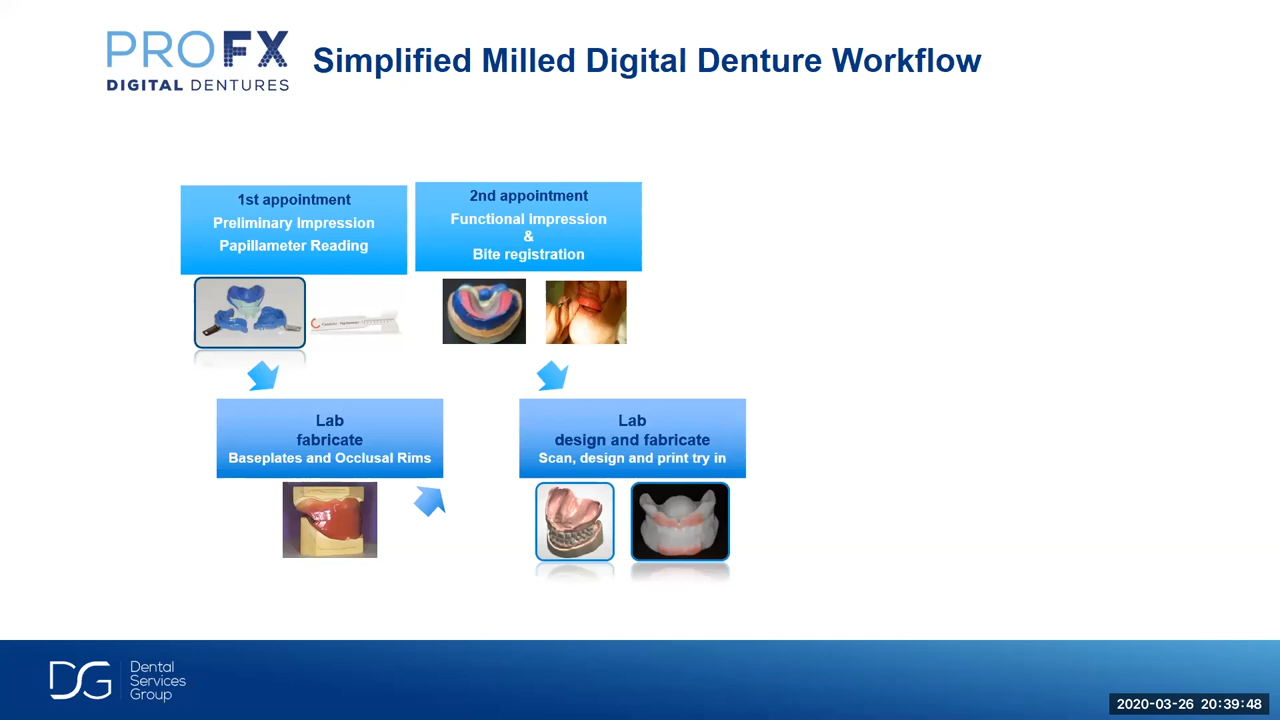 PROFX
DIGITAL DENTURES
Simplified Milled Digital Denture Workflow
1st appointment
Preliminary Impression
Papillameter Reading
2nd appointment
Functional Impression
&
Bite registration
Lab
fabricate
Baseplates and Occlusal Rims
Lab
design and fabricate
Scan, design and print try in
DSG
Dental
Services
Group
2020-03-26 20:39:48